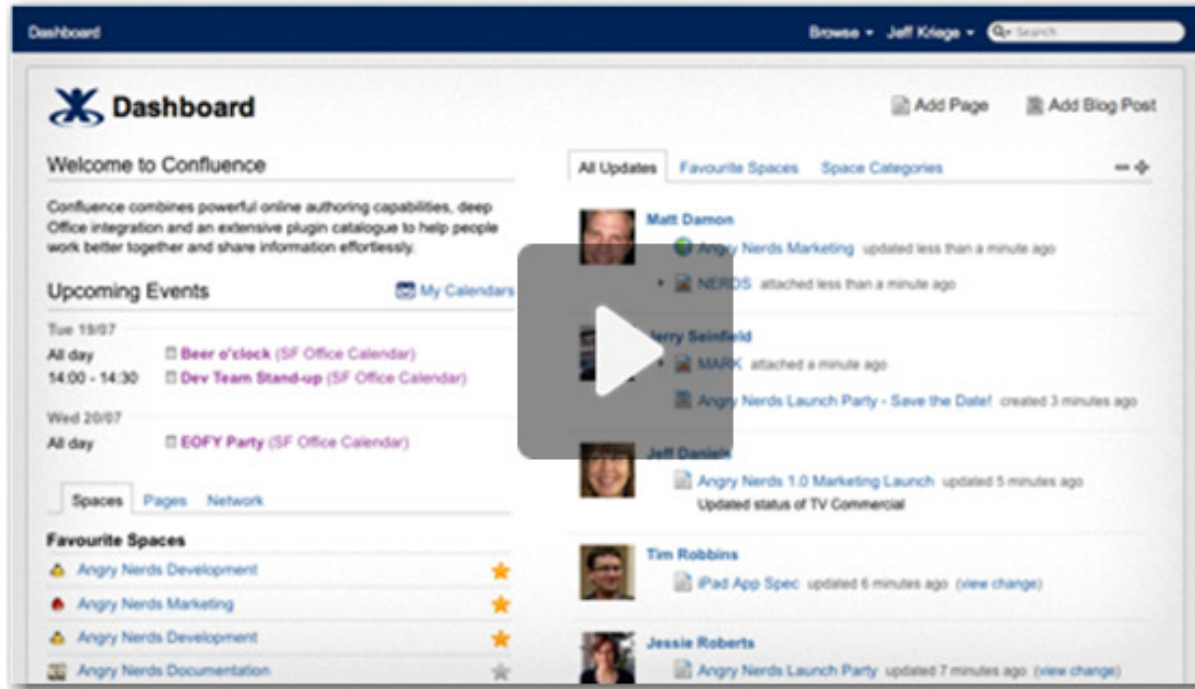 Dashboard
Browse Jeff Kriege Search
Dashboard
Add Page Add Blog Post
Welcome to Confluence
Confluence combines powerful online authoring capabilities, deep
Office integration and an extensive plugin catalogue to help people
work better together and share information effortlessly.
Upcoming Events My Calendars
Tue 19/07
All day Beer o'clock (SF Office Calendar)
14:00 - 14:30 Dev Team Stand-up (SF Office Calendar)
Wed 20/07
All day EOFY Party (SF Office Calendar)
Spaces Pages Network
Favourite Spaces
Angry Nerds Development
Angry Nerds Marketing
Angry Nerds Development
Angry Nerds Documentation
All Updates Favourite Spaces Space Categories
Matt Damon
Angry Nerds Marketing updated less than a minute ago
NERDS attached less than a minute ago
Jerry Seinfield
MARK attached a minute ago
Angry Nerds Launch Party - Save the Date! created 3 minutes ago
Jeff Daniels
Angry Nerds 1.0 Marketing Launch updated 5 minutes ago
Updated status of TV Commercial
Tim Robbins
iPad App Spec updated 6 minutes ago (view change)
Jessie Roberts
Angry Nerds Launch Party updated 7 minutes ago (view change)